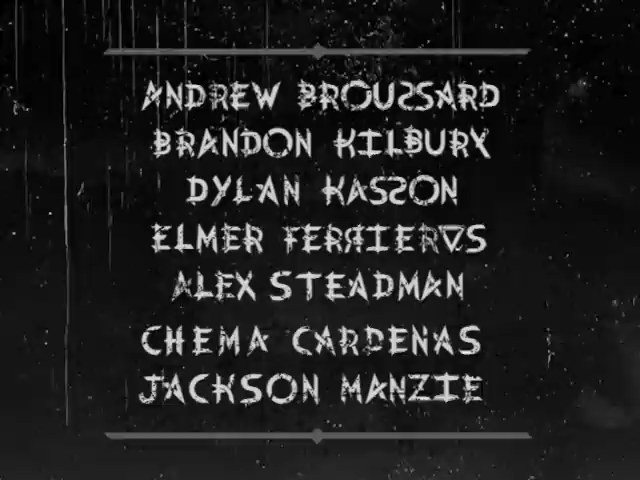 ANDREW BROUSSARD
BRANDON KILBURY
DYLAN KASSON
ELMER FERRIEROS
ALEX STEADMAN
CHEMA CARDENAS
JACKSON MANZIE